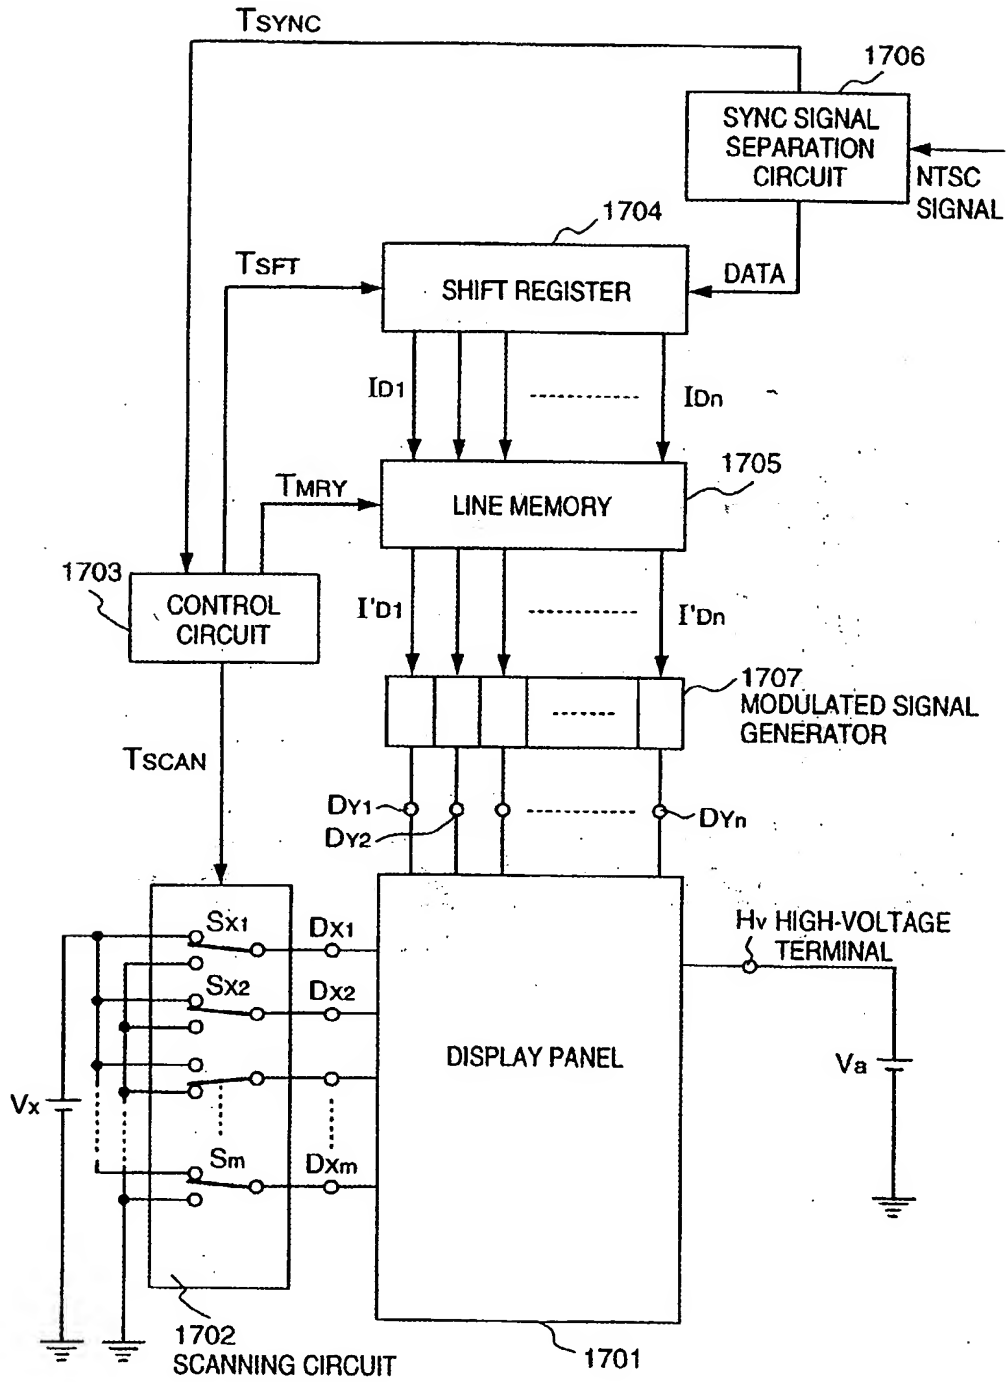 TSYNC
1706
SYNC SIGNAL
SEPARATION
CIRCUIT
NTSC
SIGNAL
1704
TSFT
SHIFT REGISTER
DATA
ID1
IDn
1705
TMRY
LINE MEMORY
1703
CONTROL
CIRCUIT
I'D1
I'Dn
1707
MODULATED SIGNAL
GENERATOR
TSCAN
DY1
DY2
DYn
SX1
DX1
HV HIGH-VOLTAGE
TERMINAL
SX2
DX2
DISPLAY PANEL
Va
Vx
Sm
DXm
1702
SCANNING CIRCUIT
1701